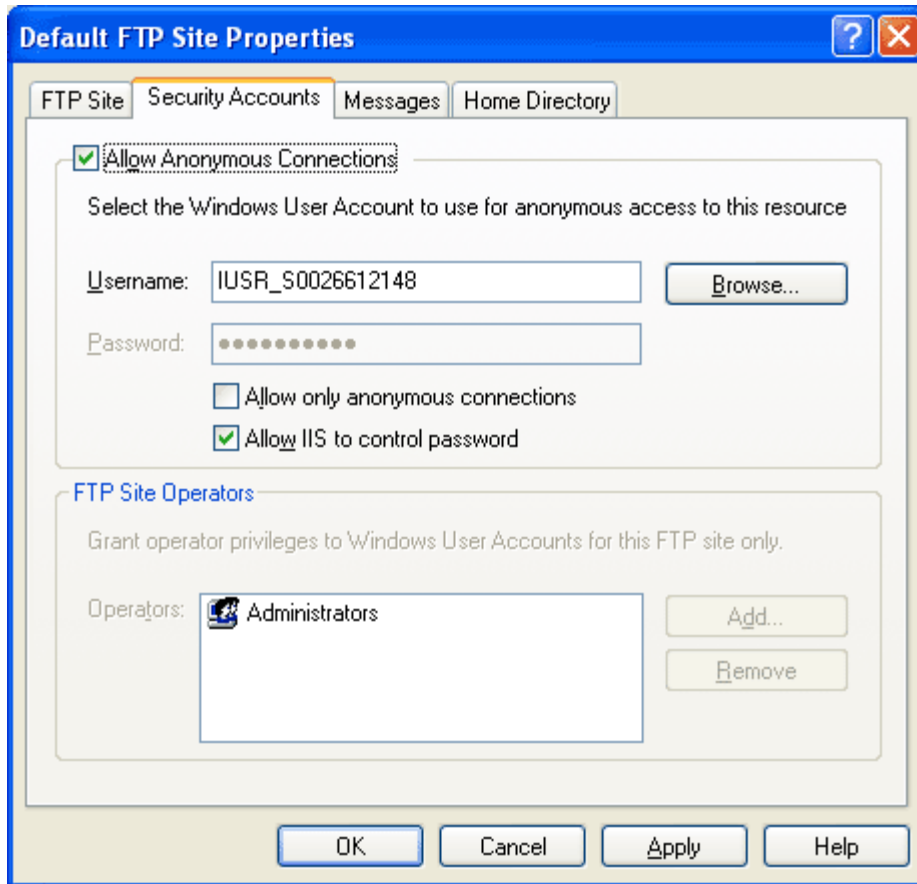 Default FTP Site Properties
FTP Site Security Accounts Messages Home Directory
Allow Anonymous Connections
Select the Windows User Account to use for anonymous access to this resource
Username: IUSR_S0026612148 Browse...
Password: ●●●●●●●●●●
Allow only anonymous connections
Allow IIS to control password
FTP Site Operators
Grant operator privileges to Windows User Accounts for this FTP site only.
Operators: Administrators Add...
Remove
OK Cancel Apply Help